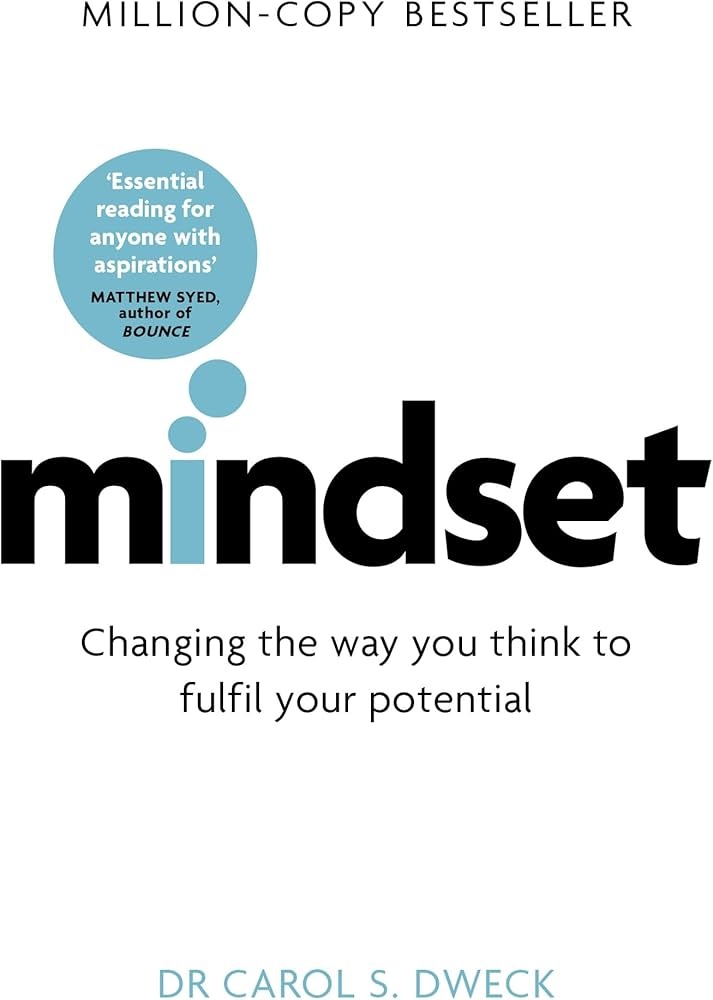 MILLION-COPY BESTSELLER
‘Essential
reading for
anyone with
aspirations’
MATTHEW SYED,
author of
BOUNCE
mindset
Changing the way you think to
fulfil your potential
DR CAROL S. DWECK